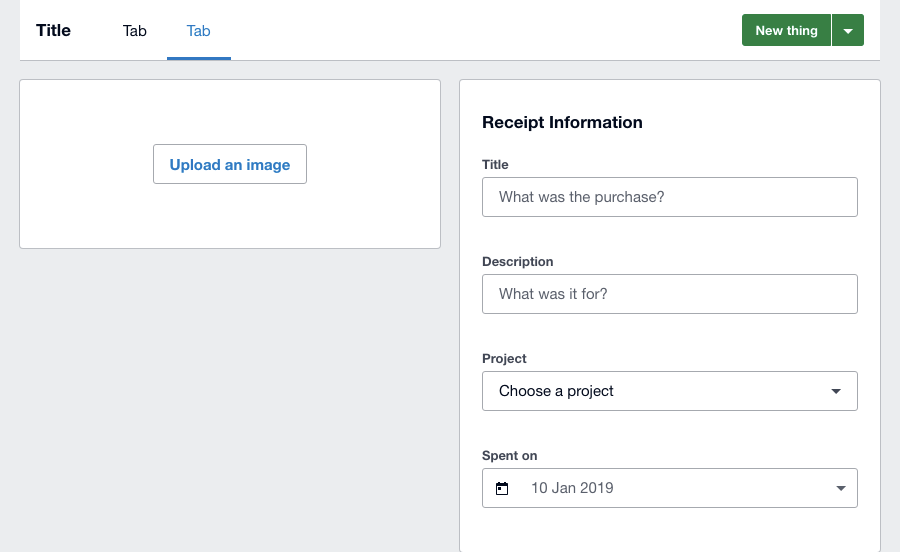 Title
Tab
Tab
New thing
Upload an image
Receipt Information
Title
What was the purchase?
Description
What was it for?
Project
Choose a project
Spent on
10 Jan 2019